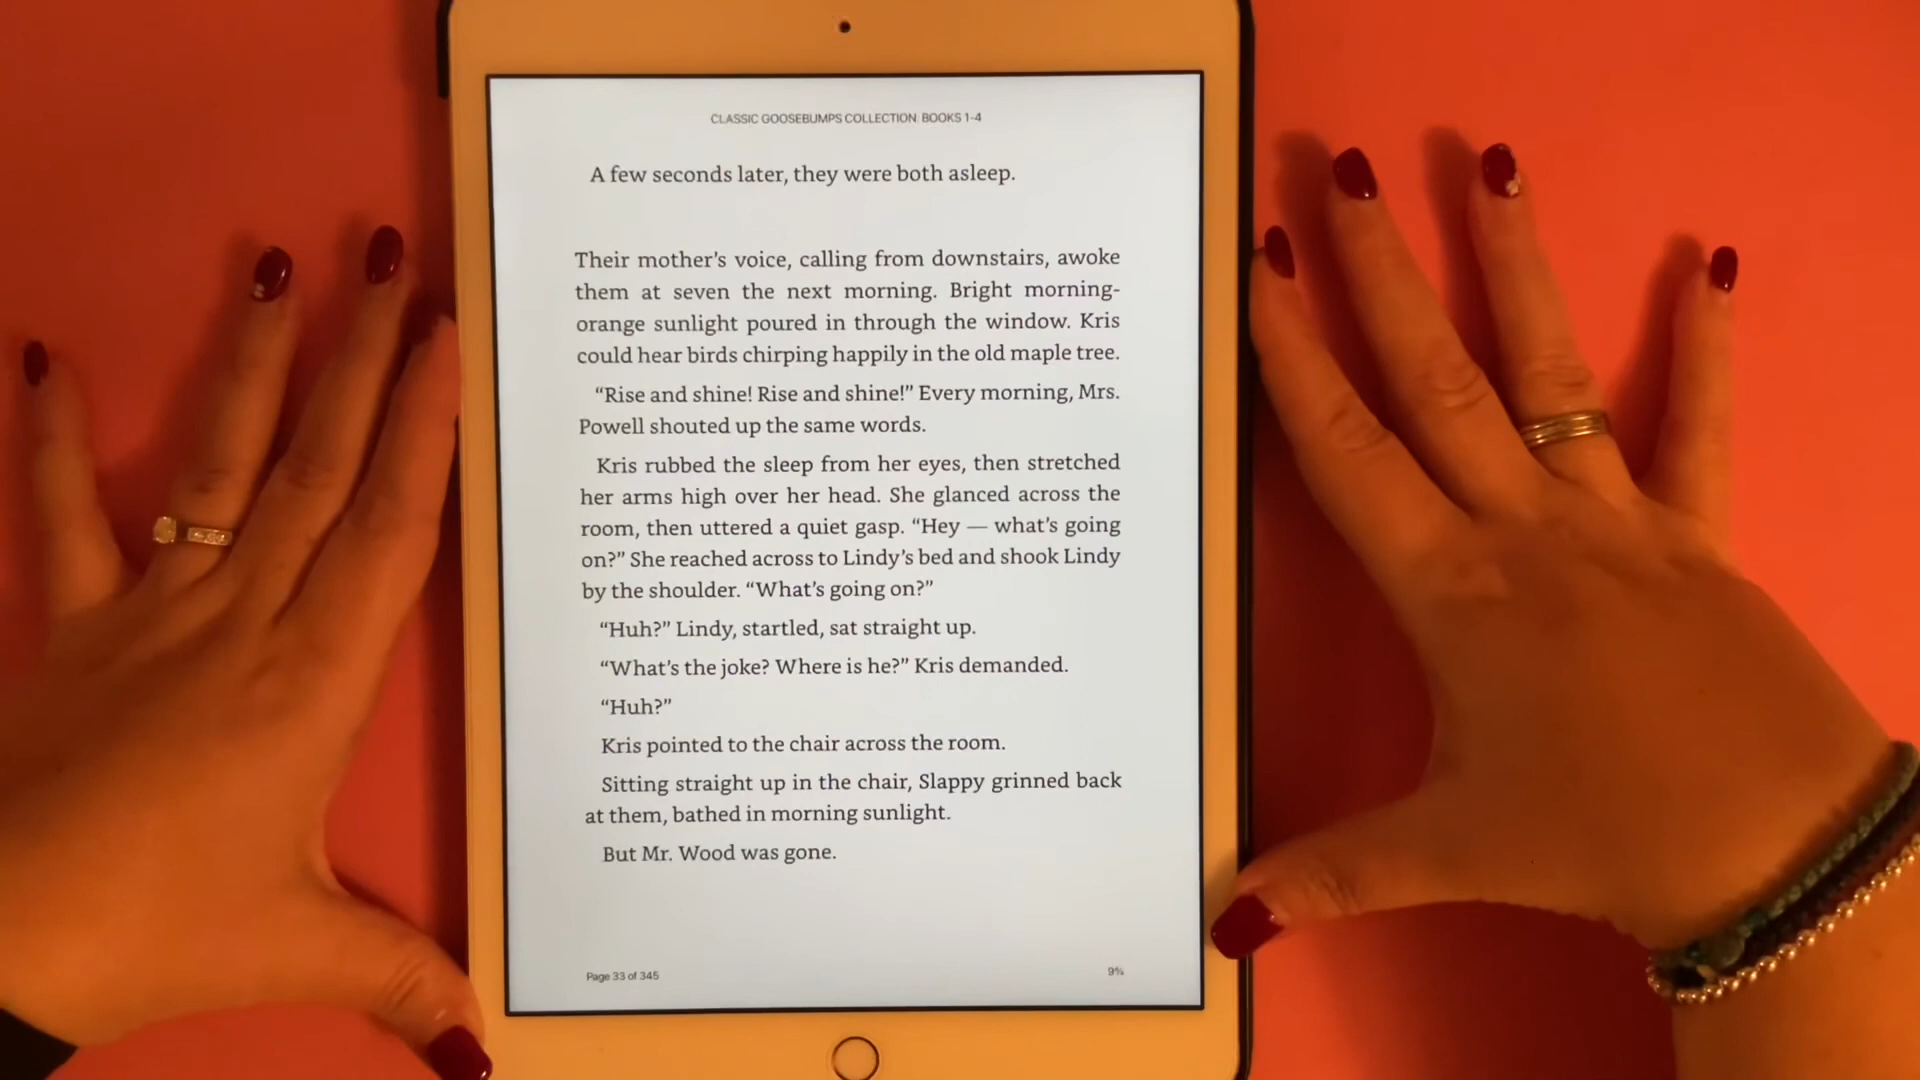 CLASSIC GOOSEBUMPS COLLECTION: BOOKS 1-4
A few seconds later, they were both asleep.
Their mother’s voice, calling from downstairs, awoke
them at seven the next morning. Bright morning-
orange sunlight poured in through the window. Kris
could hear birds chirping happily in the old maple tree.
“Rise and shine! Rise and shine!” Every morning, Mrs.
Powell shouted up the same words.
Kris rubbed the sleep from her eyes, then stretched
her arms high over her head. She glanced across the
room, then uttered a quiet gasp. “Hey — what’s going
on?” She reached across to Lindy’s bed and shook Lindy
by the shoulder. “What’s going on?”
“Huh?” Lindy, startled, sat straight up.
“What’s the joke? Where is he?” Kris demanded.
“Huh?”
Kris pointed to the chair across the room.
Sitting straight up in the chair, Slappy grinned back
at them, bathed in morning sunlight.
But Mr. Wood was gone.
Page 33 of 345
9%